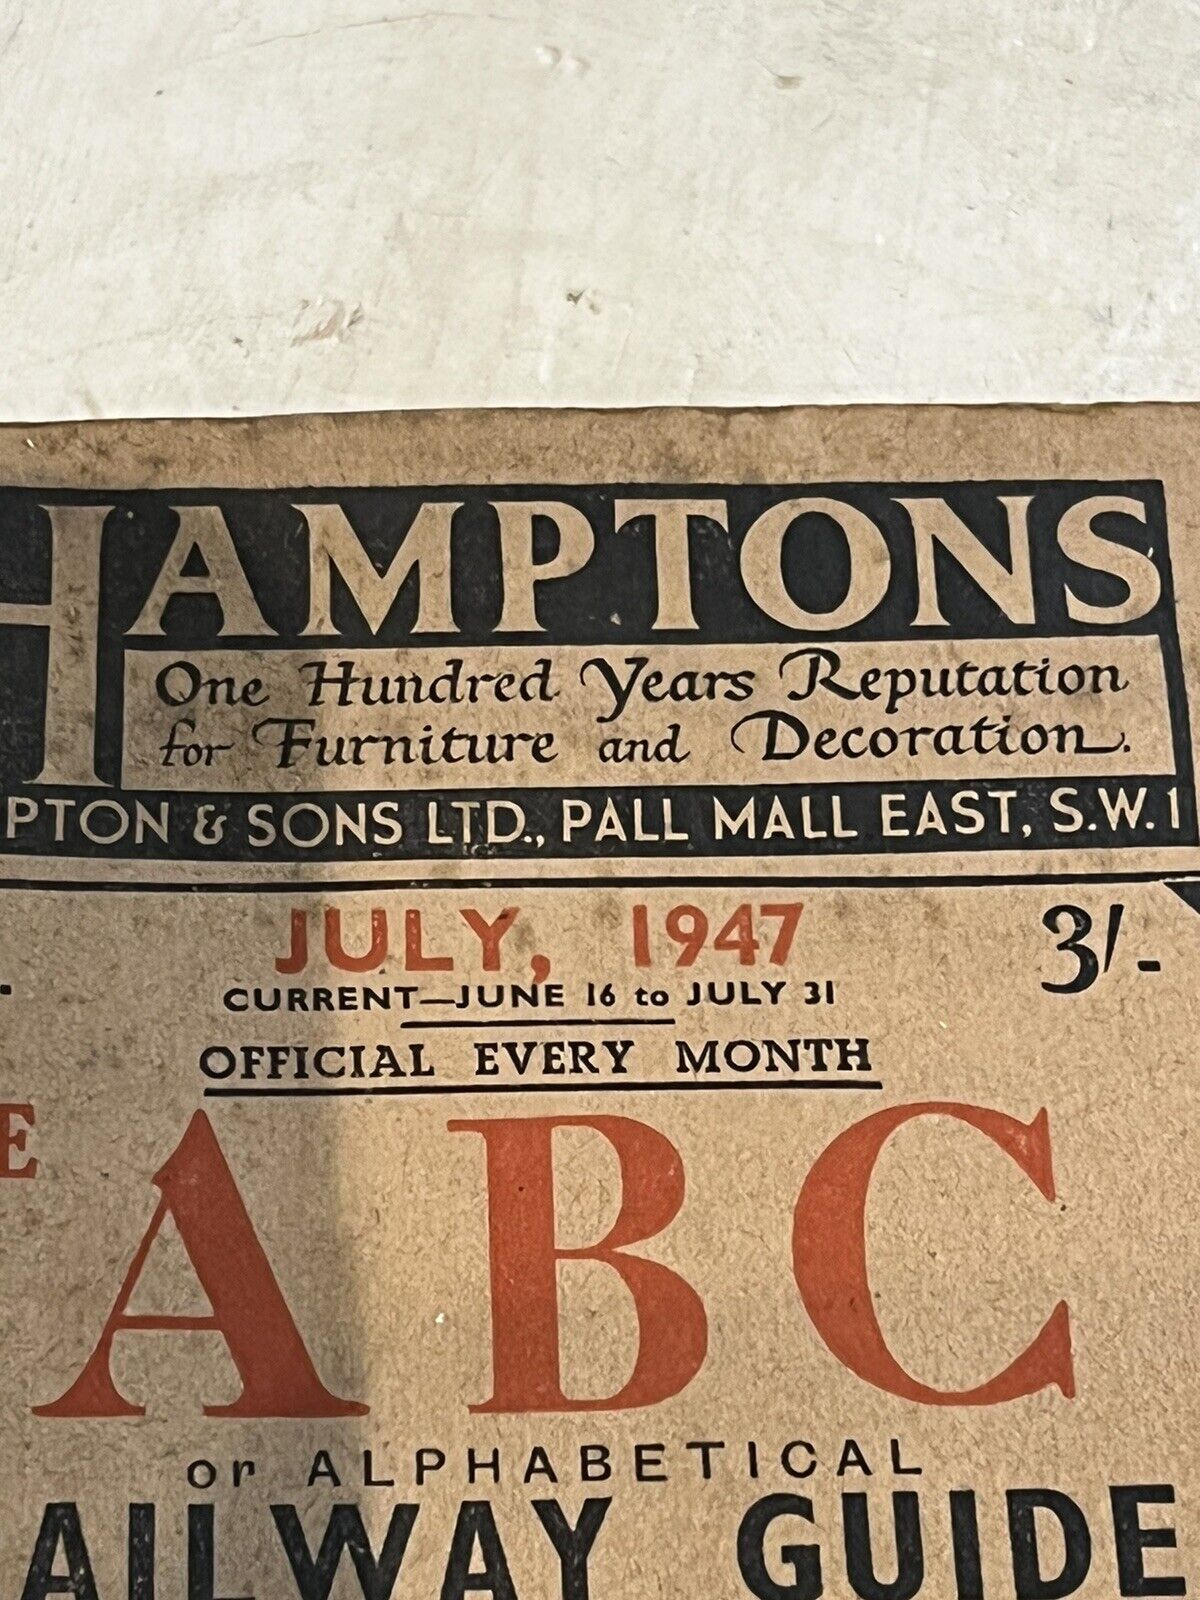 HAMPTONS
One Hundred Years Reputation
for Furniture and Decoration.
PTON & SONS LTD., PALL MALL EAST, S.W.1
JULY, 1947
3/-
CURRENT—JUNE 16 to JULY 31
OFFICIAL EVERY MONTH
E
A B C
or ALPHABETICAL
AILWAY GUIDE